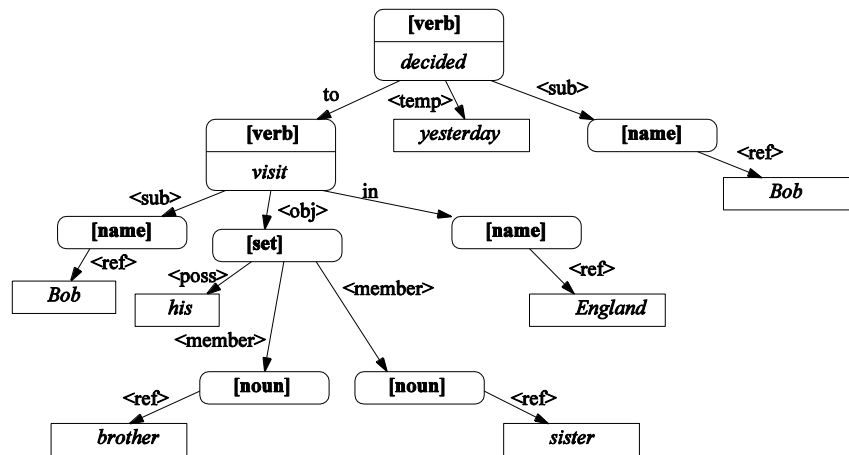 [verb]
decided
to
<temp>
<sub>
[verb]
visit
yesterday
[name]
<ref>
Bob
<sub>
<obj>
in
[name]
[set]
[name]
<ref>
<poss>
<member>
<ref>
Bob
his
England
<member>
[noun]
[noun]
<ref>
<ref>
brother
sister